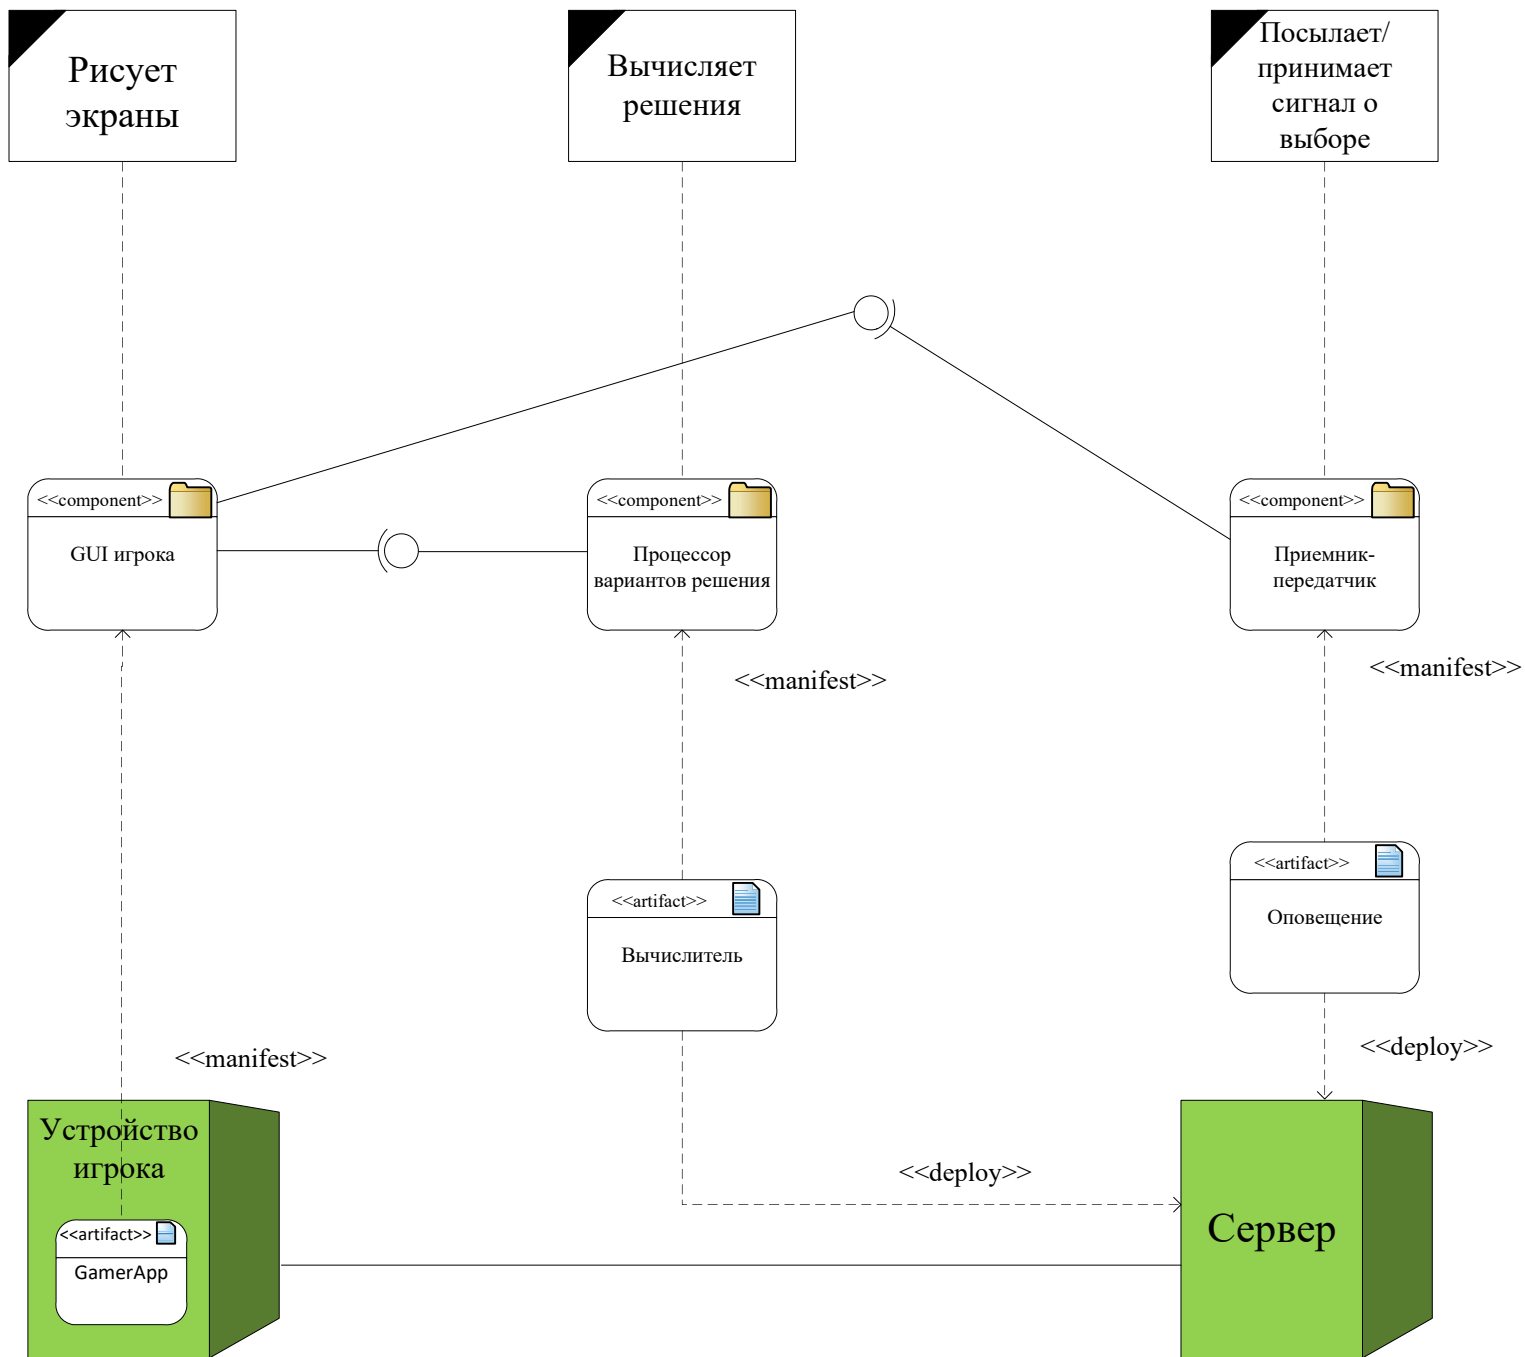 Рисует
экраны
Вычисляет
решения
Посылает/
принимает
сигнал о
выборе
<<component>>
GUI игрока
<<component>>
Процессор
вариантов решения
<<component>>
Приемник-
передатчик
<<manifest>>
<<manifest>>
<<artifact>>
Вычислитель
<<artifact>>
Оповещение
<<manifest>>
<<deploy>>
Устройство
игрока
<<artifact>>
GamerApp
<<deploy>>
Сервер